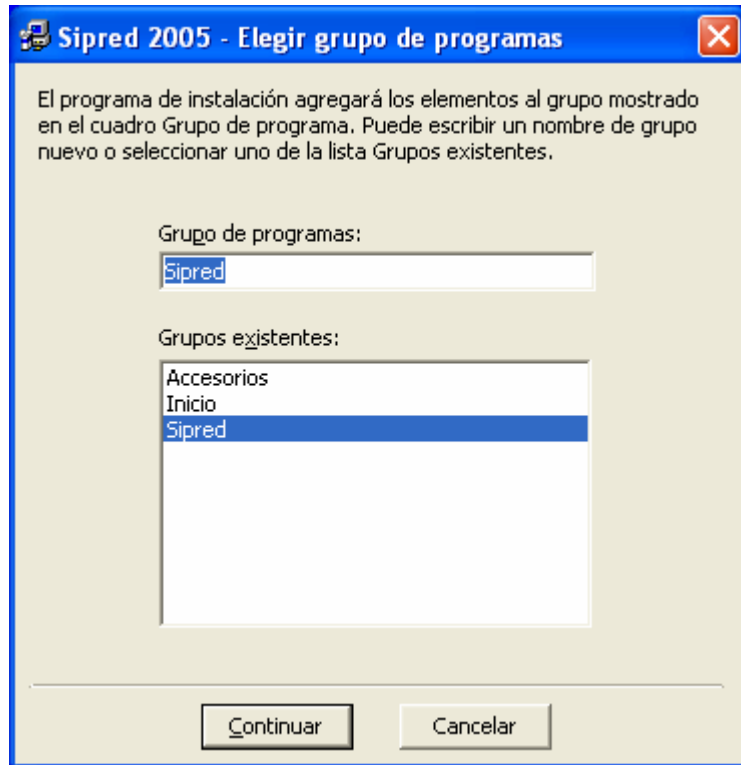 Sipred 2005 - Elegir grupo de programas
El programa de instalación agregará los elementos al grupo mostrado
en el cuadro Grupo de programa. Puede escribir un nombre de grupo
nuevo o seleccionar uno de la lista Grupos existentes.
Grupo de programas:
Sipred
Grupos existentes:
Accesorios
Inicio
Sipred
Continuar
Cancelar